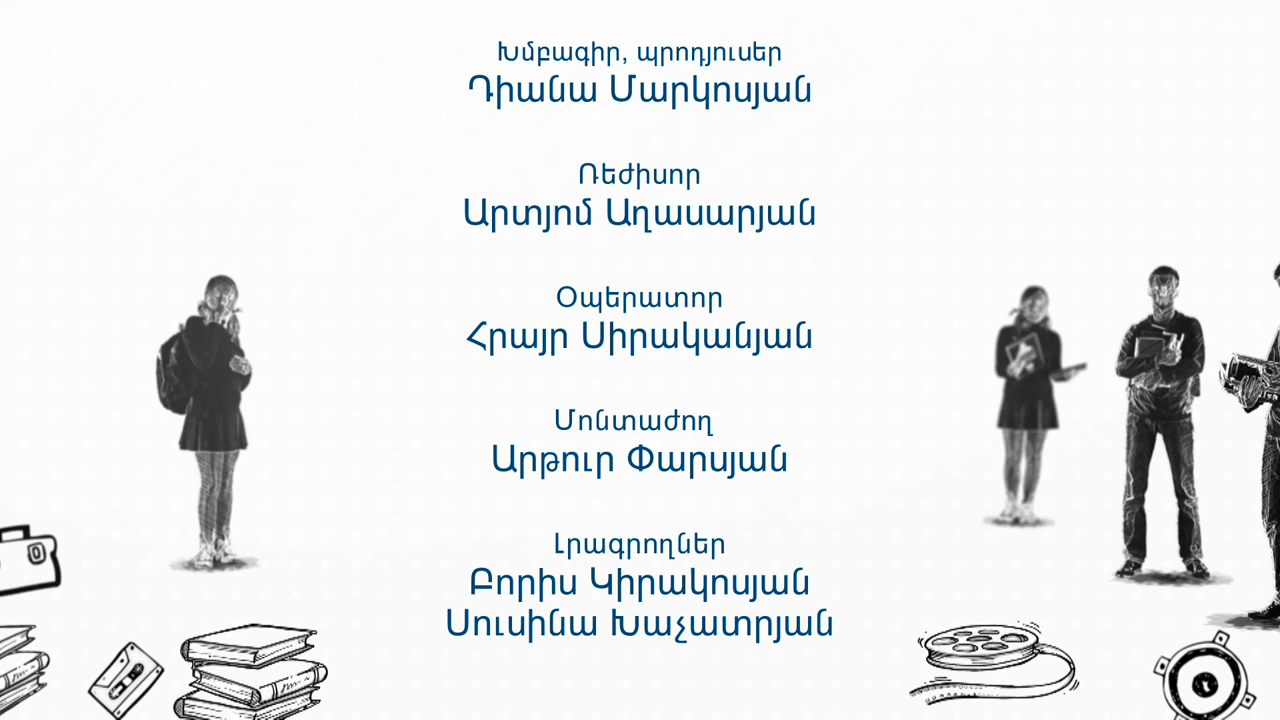 Խմբագիր, պրոդյուսեր
Դիանա Մարկոսյան
Ռեժիսոր
Արտյոմ Աղասարյան
Օպերատոր
Հրայր Սիրականյան
Մոնտաժող
Արթուր Փարսյան
Լրագրողներ
Բորիս Կիրակոսյան
Սուսինա Խաչատրյան